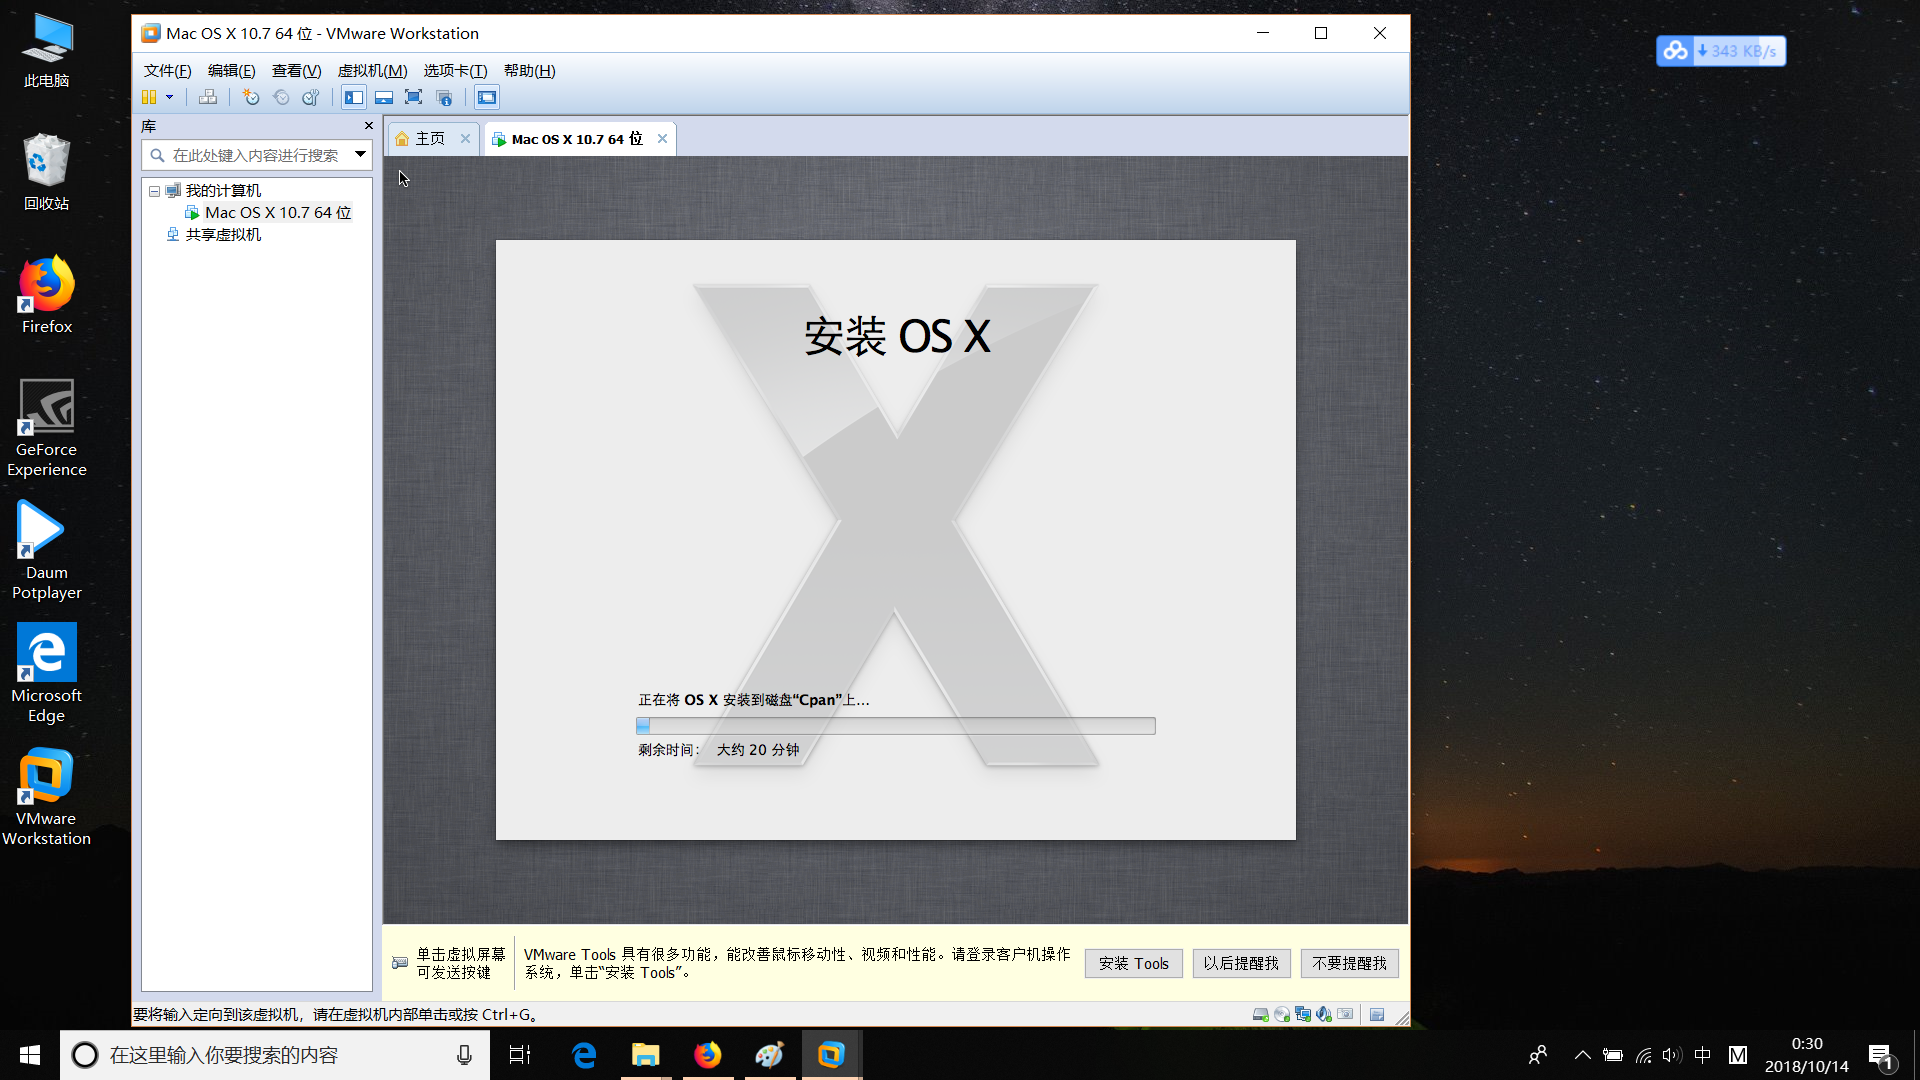 此电脑
回收站
Firefox
GeForce
Experience
Daum
Potplayer
Microsoft
Edge
VMware
Workstation
Mac OS X 10.7 64 位 - VMware Workstation
文件(F) 编辑(E) 查看(V) 虚拟机(M) 选项卡(T) 帮助(H)
库
在此处键入内容进行搜索
我的计算机
Mac OS X 10.7 64 位
共享虚拟机
主页
Mac OS X 10.7 64 位
安装 OS X
正在将 OS X 安装到磁盘“Cpan”上...
剩余时间： 大约 20 分钟
单击虚拟屏幕
可发送按键
VMware Tools 具有很多功能，能改善鼠标移动性、视频和性能。请登录客户机操作
系统，单击“安装 Tools”。
安装 Tools
以后提醒我
不要提醒我
要将输入定向到该虚拟机，请在虚拟机内部单击或按 Ctrl+G。
343 KB/s
在这里输入你要搜索的内容
中
M
0:30
2018/10/14
1